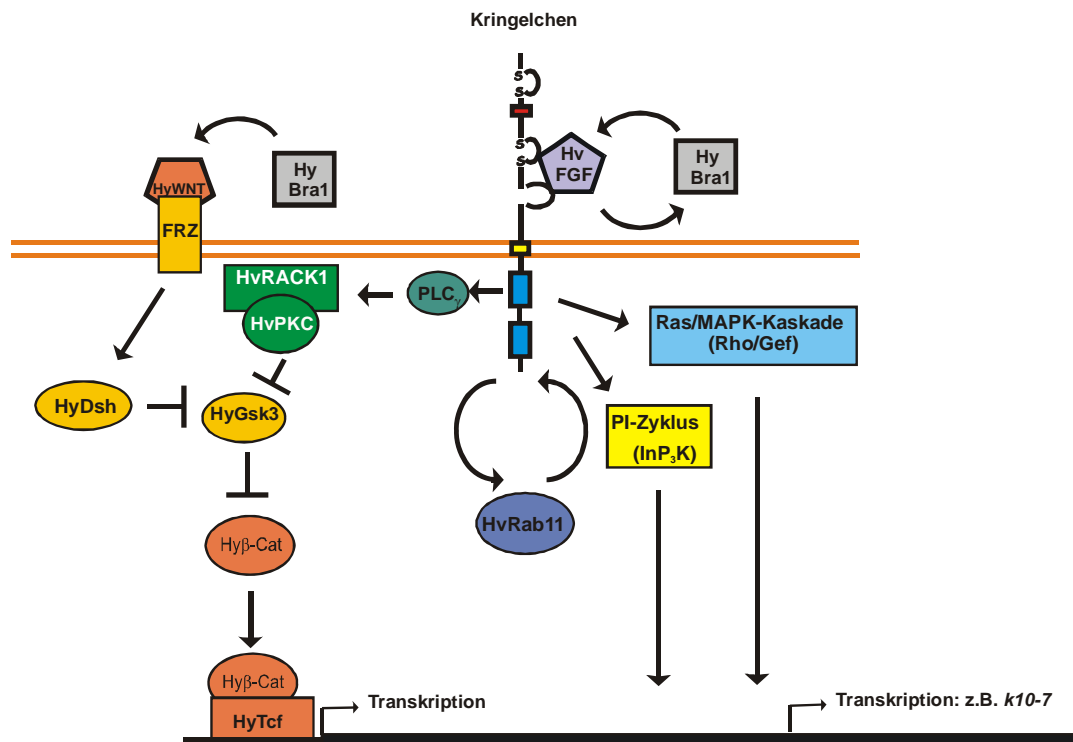 Kringelchen
s
s
s
s
Hv
FGF
Hy
Bra1
Hy
Bra1
HyWNT
FRZ
HvRACK1
HvPKC
PLCγ
Ras/MAPK-Kaskade
(Rho/Gef)
HyDsh
HyGsk3
PI-Zyklus
(InP₃K)
HvRab11
Hyβ-Cat
Hyβ-Cat
HyTcf
Transkription
Transkription: z.B. k10-7